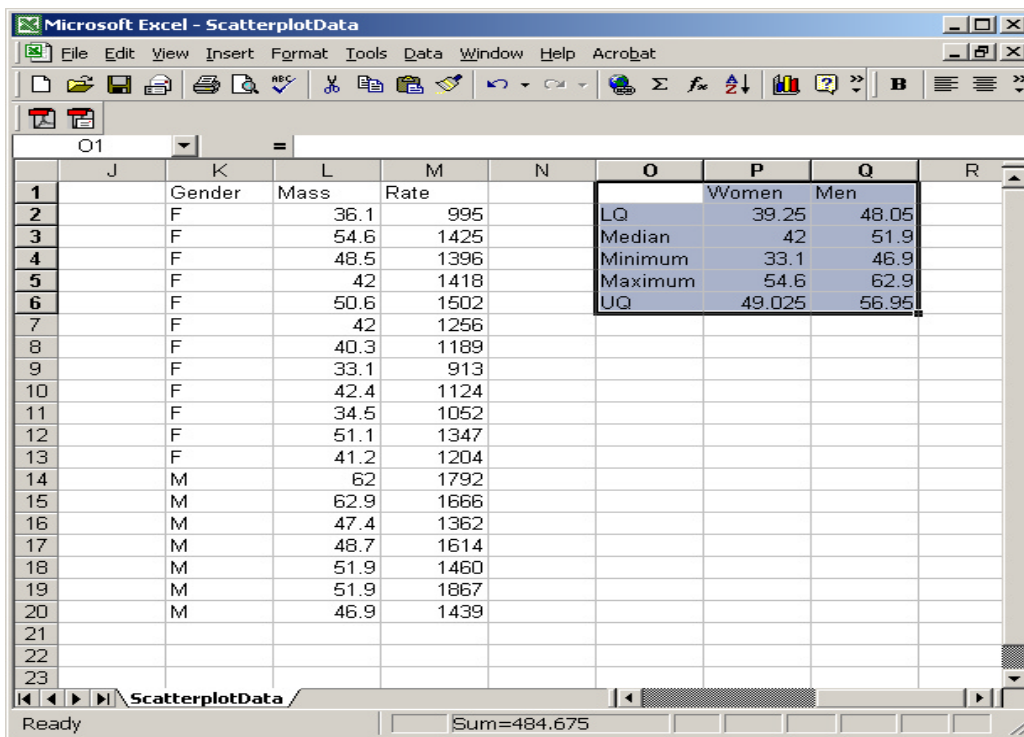 Microsoft Excel - ScatterplotData
File Edit View Insert Format Tools Data Window Help Acrobat
ABC Σ fx A Z ? » B »
O1 =
J K L M N O P Q R
1 Gender Mass Rate Women Men
2 F 36.1 995 LQ 39.25 48.05
3 F 54.6 1425 Median 42 51.9
4 F 48.5 1396 Minimum 33.1 46.9
5 F 42 1418 Maximum 54.6 62.9
6 F 50.6 1502 UQ 49.025 56.95
7 F 42 1256
8 F 40.3 1189
9 F 33.1 913
10 F 42.4 1124
11 F 34.5 1052
12 F 51.1 1347
13 F 41.2 1204
14 M 62 1792
15 M 62.9 1666
16 M 47.4 1362
17 M 48.7 1614
18 M 51.9 1460
19 M 51.9 1867
20 M 46.9 1439
21
22
23
ScatterplotData
Ready Sum=484.675